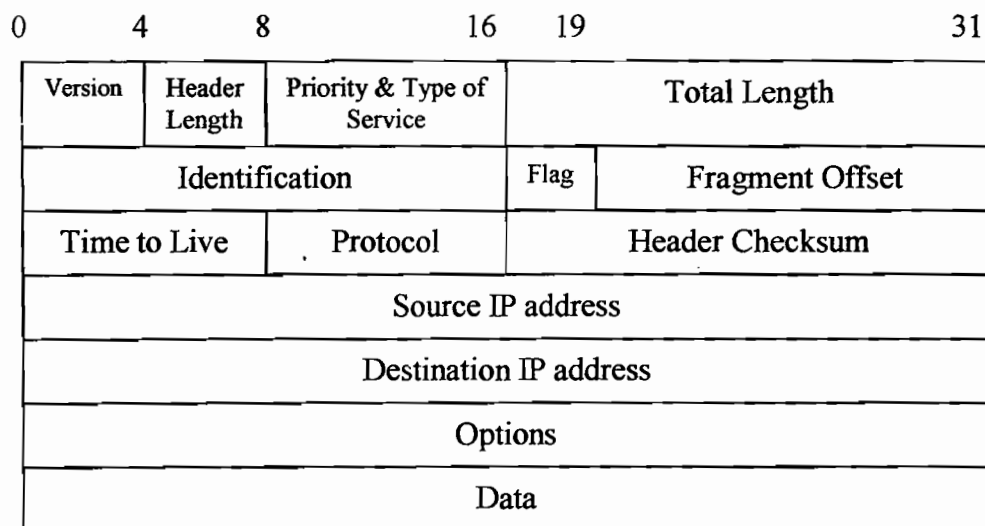 0 4 8 16 19 31
Version Header Length Priority & Type of Service Total Length
Identification Flag Fragment Offset
Time to Live Protocol Header Checksum
Source IP address
Destination IP address
Options
Data